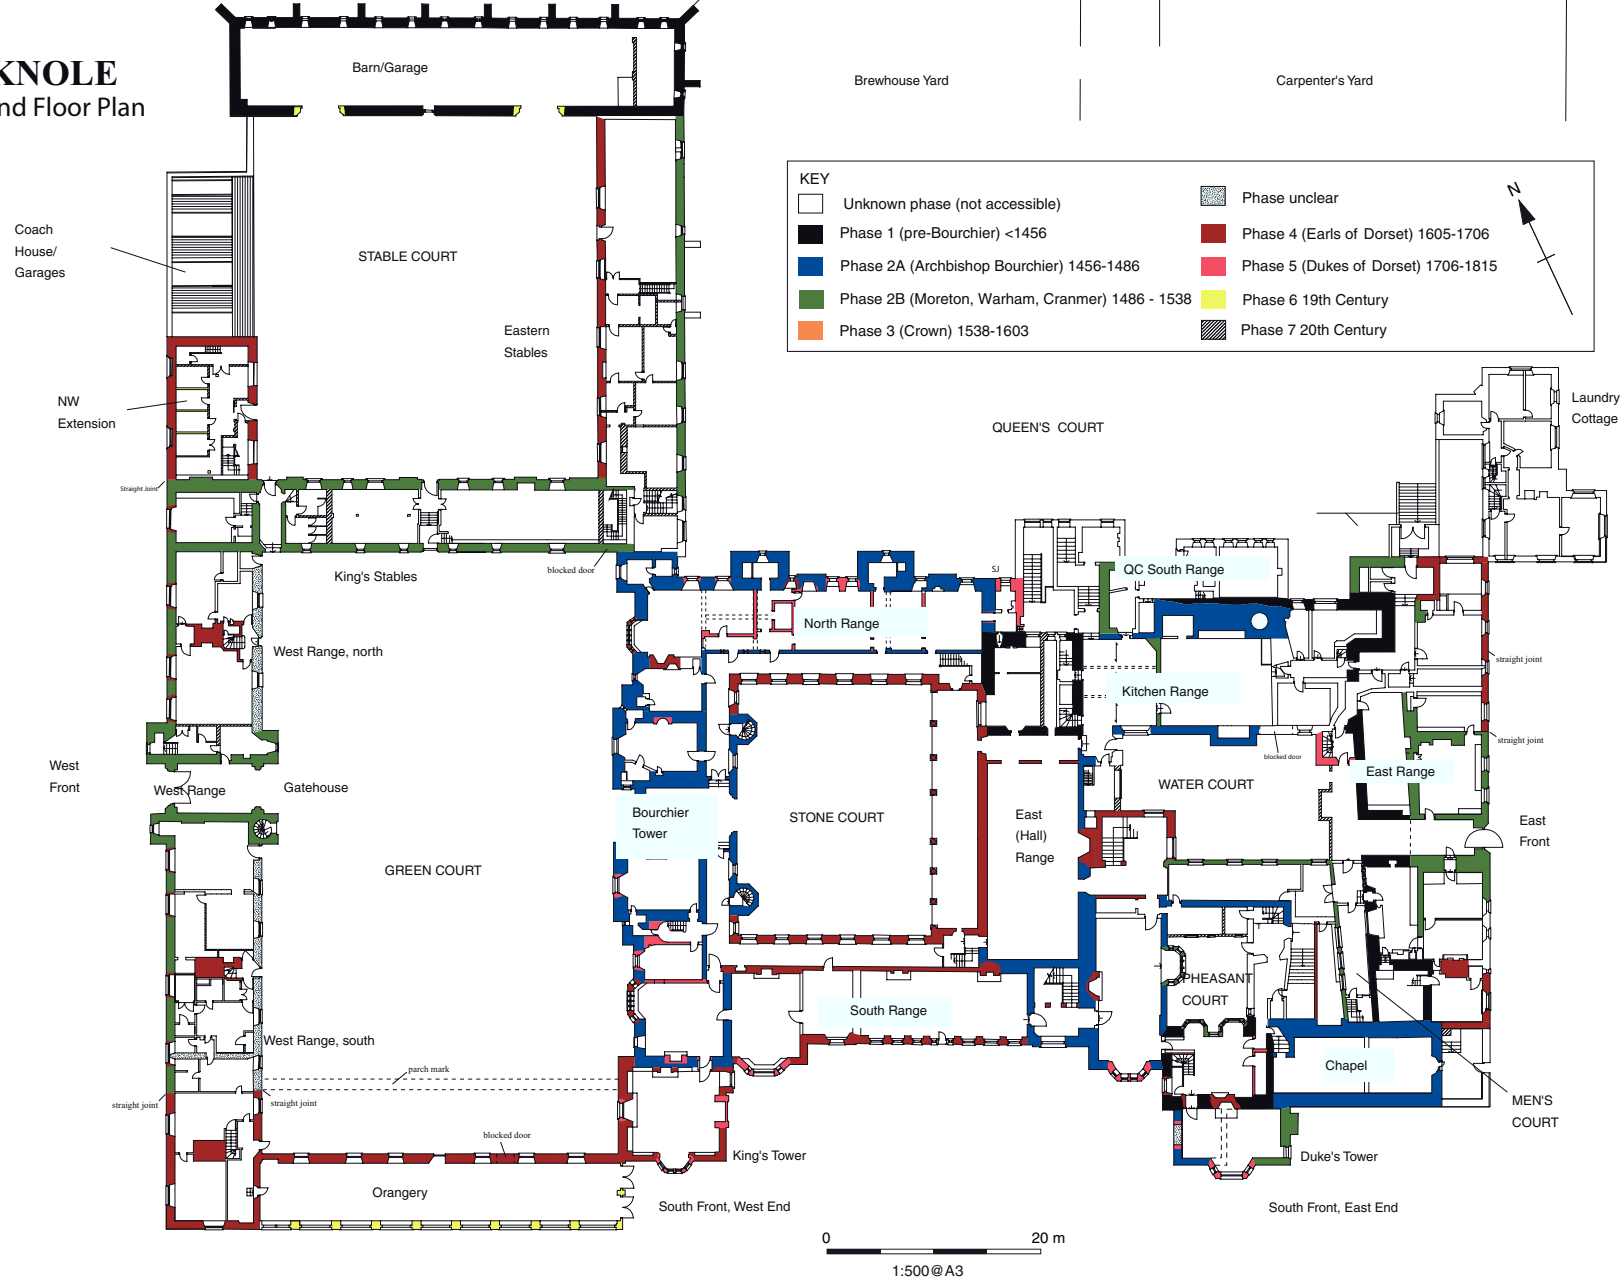 KNOLE
nd Floor Plan
Barn/Garage
Brewhouse Yard
Carpenter's Yard
KEY
Unknown phase (not accessible)
Phase 1 (pre-Bourchier) <1456
Phase 2A (Archbishop Bourchier) 1456-1486
Phase 2B (Moreton, Warham, Cranmer) 1486 - 1538
Phase 3 (Crown) 1538-1603
Phase unclear
Phase 4 (Earls of Dorset) 1605-1706
Phase 5 (Dukes of Dorset) 1706-1815
Phase 6 19th Century
Phase 7 20th Century
N
Coach
House/
Garages
STABLE COURT
Eastern
Stables
NW
Extension
QUEEN'S COURT
Laundry
Cottage
Straight Joint
blocked door
King's Stables
SJ
QC South Range
North Range
West Range, north
straight joint
Kitchen Range
straight joint
blocked door
West
Front
West Range
Gatehouse
East Range
WATER COURT
Bourchier
Tower
STONE COURT
East
(Hall)
Range
East
Front
GREEN COURT
PHEASANT
COURT
South Range
West Range, south
Chapel
parch mark
straight joint
straight joint
MEN'S
COURT
blocked door
King's Tower
Duke's Tower
Orangery
South Front, West End
South Front, East End
0
20 m
1:500@A3